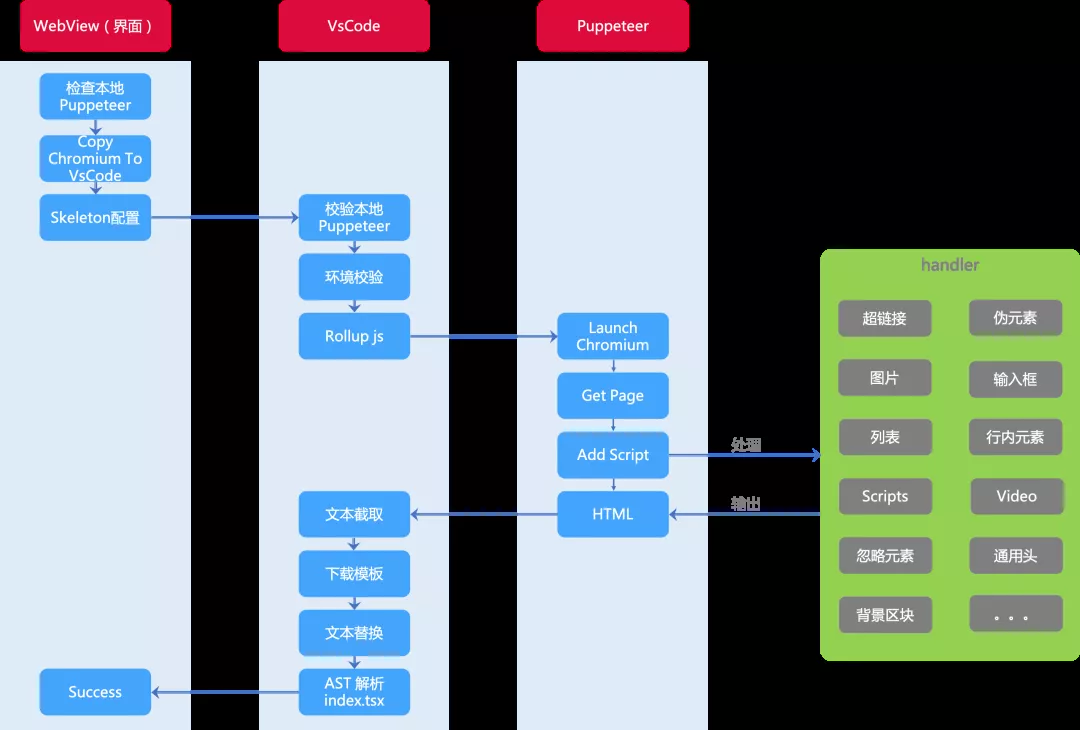 WebView（界面）
VsCode
Puppeteer
检查本地
Puppeteer
Copy
Chromium To
VsCode
Skeleton配置
校验本地
Puppeteer
环境校验
Rollup js
Launch
Chromium
Get Page
Add Script
HTML
处理
输出
handler
超链接
伪元素
图片
输入框
列表
行内元素
Scripts
Video
忽略元素
通用头
背景区块
。。。
文本截取
下载模板
文本替换
AST 解析
index.tsx
Success